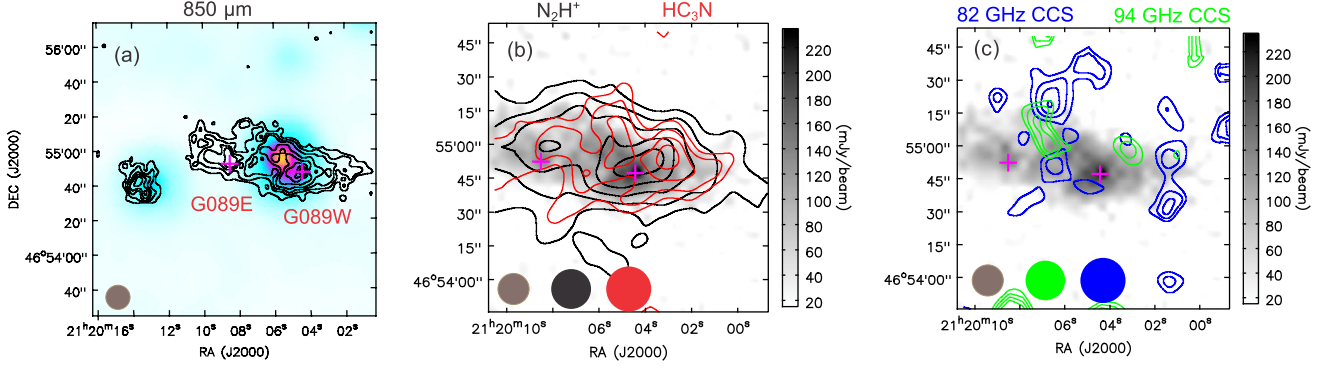 850 μm
(a)
DEC (J2000)
56'00"
40"
20"
55'00"
40"
20"
46°54'00"
40"
G089E
G089W
21ʰ20ᵐ16ˢ 12ˢ 10ˢ 08ˢ 06ˢ 04ˢ 02ˢ
RA (J2000)
N₂H⁺ HC₃N
(b)
45"
30"
15"
55'00"
45"
30"
15"
46°54'00"
21ʰ20ᵐ10ˢ 06ˢ 04ˢ 02ˢ 00ˢ
RA (J2000)
220
200
180
160
140
120
100
80
60
40
20
(mJy/beam)
82 GHz CCS 94 GHz CCS
(c)
45"
30"
15"
55'00"
45"
30"
15"
46°54'00"
21ʰ20ᵐ10ˢ 06ˢ 04ˢ 02ˢ 00ˢ
RA (J2000)
220
200
180
160
140
120
100
80
60
40
20
(mJy/beam)